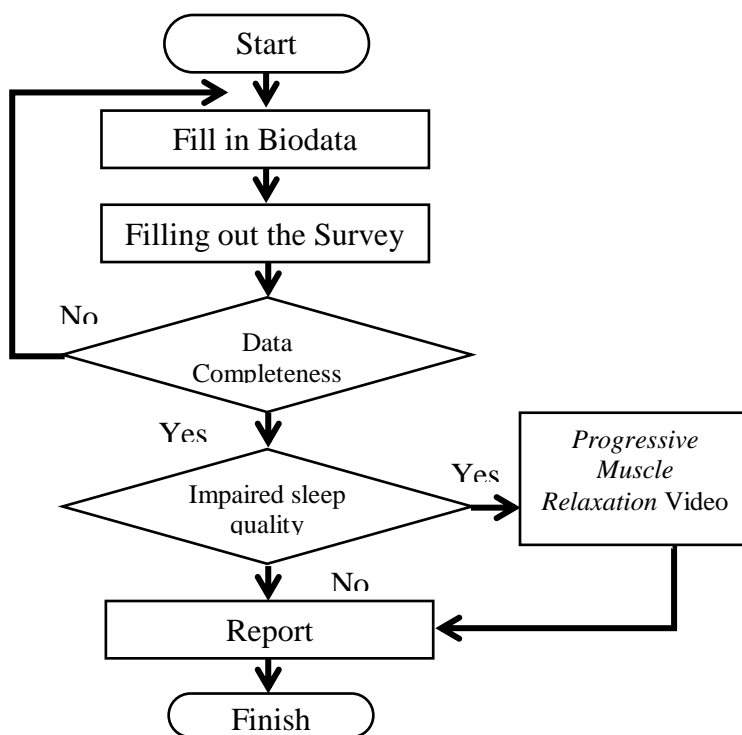 Start
Fill in Biodata
Filling out the Survey
No
Data
Completeness
Yes
Impaired sleep
quality
Yes
Progressive
Muscle
Relaxation Video
No
Report
Finish